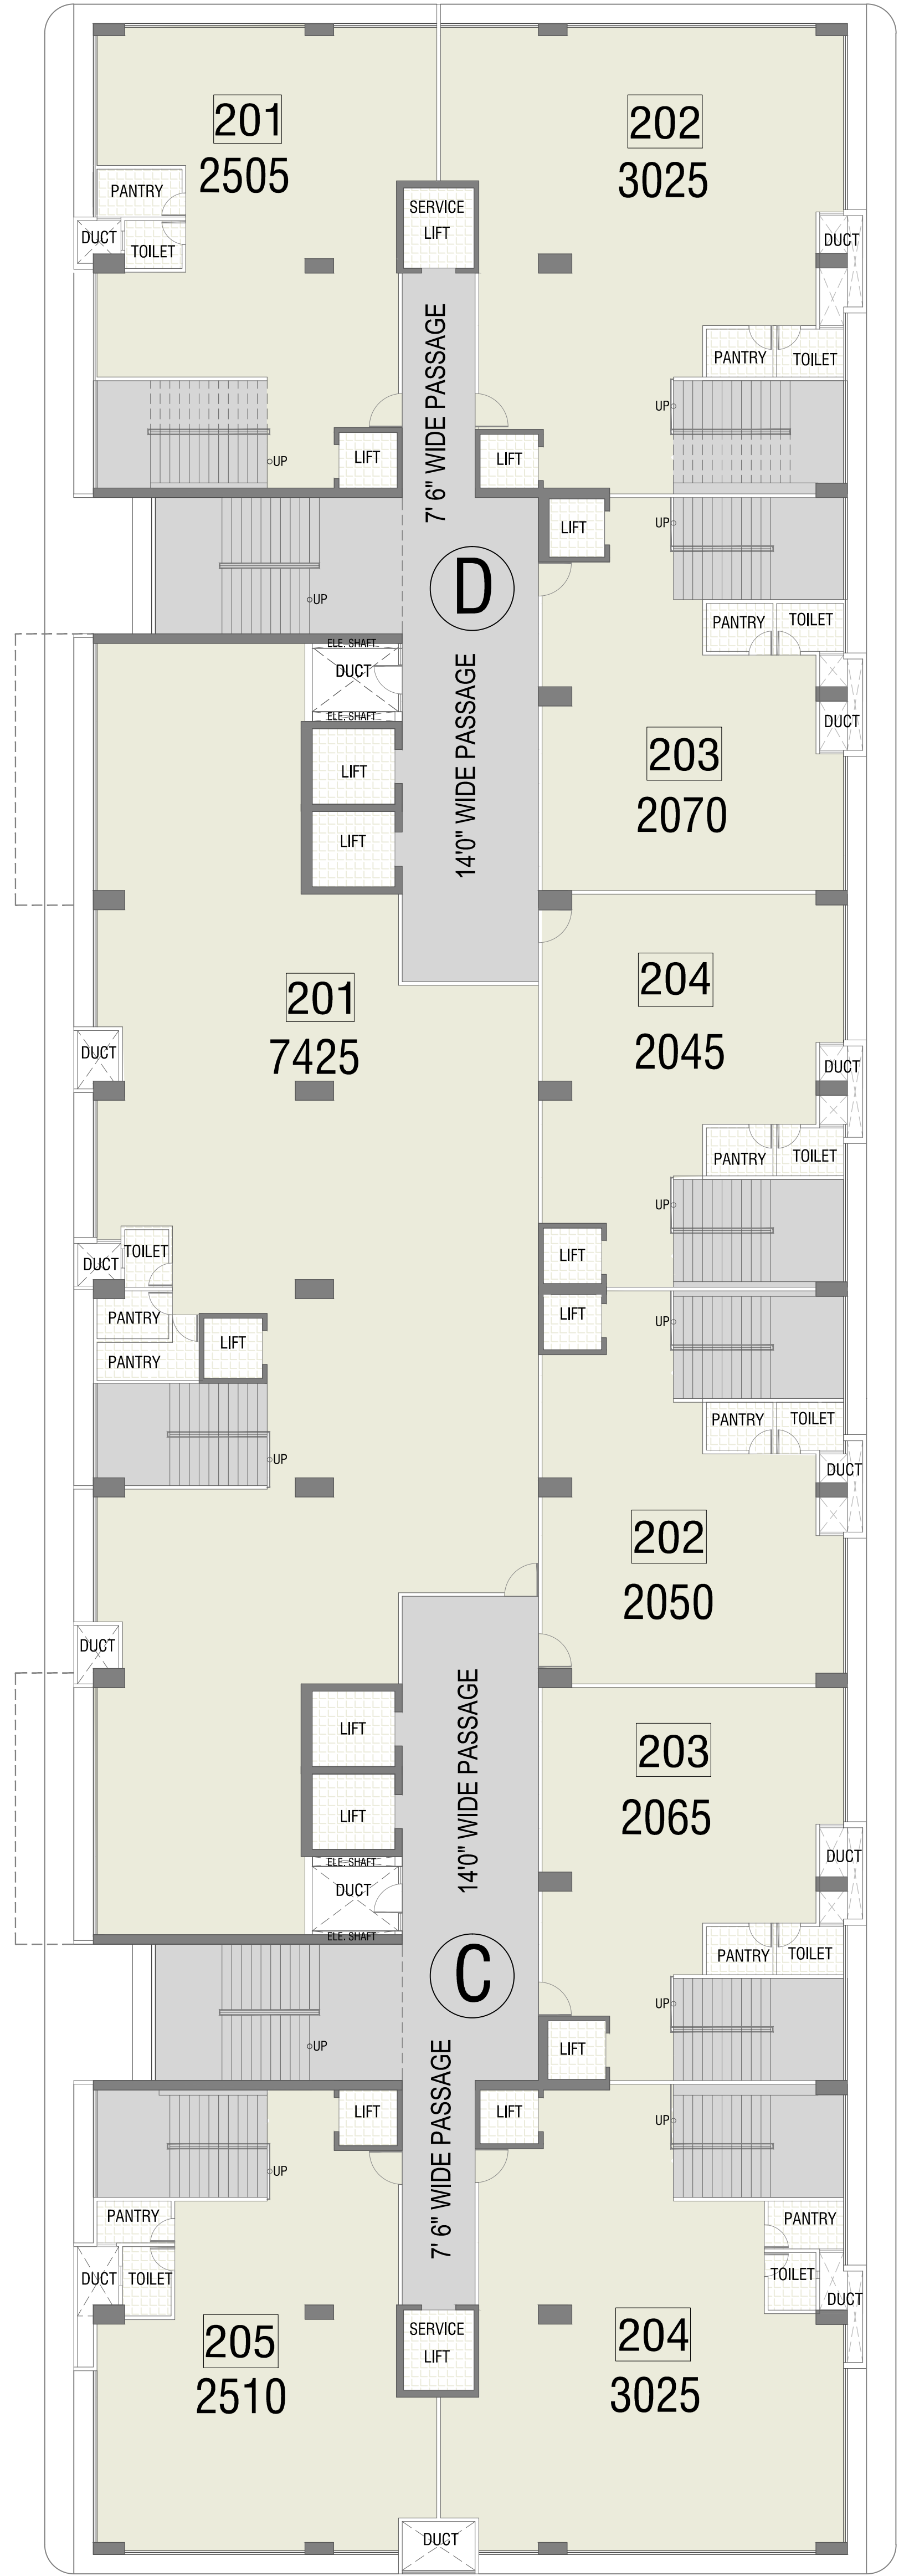 201
2505
202
3025
PANTRY
SERVICE
LIFT
DUCT
TOILET
DUCT
7' 6" WIDE PASSAGE
PANTRY
TOILET
UP
UP
LIFT
LIFT
LIFT
UP
UP
D
PANTRY
TOILET
ELE. SHAFT
DUCT
ELE. SHAFT
DUCT
14'0" WIDE PASSAGE
203
2070
LIFT
LIFT
201
7425
204
2045
DUCT
DUCT
PANTRY
TOILET
UP
TOILET
DUCT
LIFT
PANTRY
LIFT
UP
LIFT
PANTRY
PANTRY
TOILET
UP
DUCT
202
2050
DUCT
14'0" WIDE PASSAGE
LIFT
203
2065
LIFT
ELE. SHAFT
DUCT
ELE. SHAFT
DUCT
PANTRY
TOILET
C
UP
UP
LIFT
7' 6" WIDE PASSAGE
LIFT
LIFT
UP
UP
PANTRY
PANTRY
DUCT
TOILET
TOILET
DUCT
205
2510
SERVICE
LIFT
204
3025
DUCT